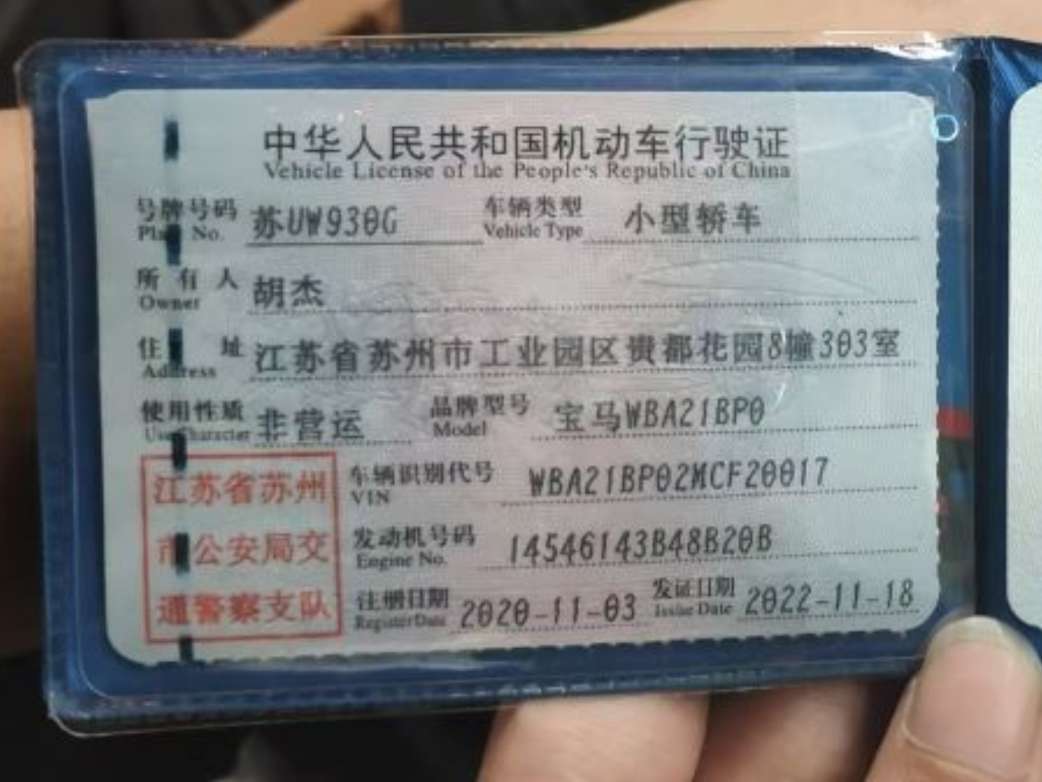 中华人民共和国机动车行驶证
Vehicle License of the People's Republic of China
号牌号码 苏UW930G 车辆类型 小型轿车
Plate No. Vehicle Type
所有人 胡杰
Owner
住址 江苏省苏州市工业园区贵都花园8幢303室
Address
使用性质 非营运 品牌型号 宝马WBA21BP0
Use Character Model
江苏省苏州 车辆识别代号 WBA21BP02MCF20017
VIN
市公安局交 发动机号码 14546143B48B20B
Engine No.
通警察支队 注册日期 2020-11-03 发证日期 2022-11-18
Register Date Issue Date